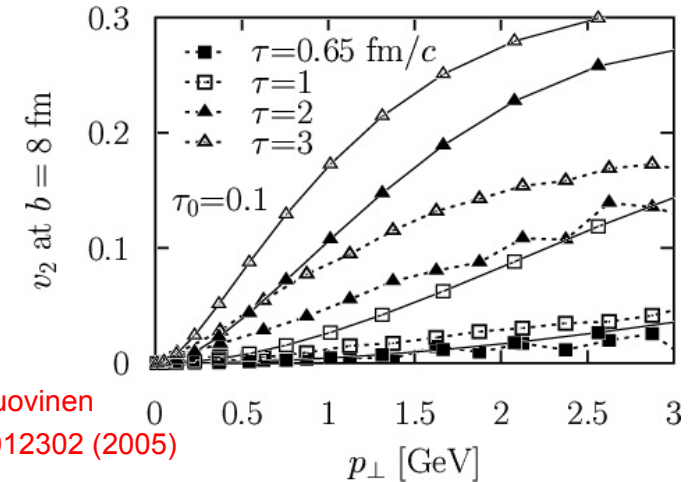 0.3
0.2
0.1
0
v₂ at b = 8 fm
τ=0.65 fm/c
τ=1
τ=2
τ=3
τ₀=0.1
0 0.5 1 1.5 2 2.5 3
p⊥ [GeV]
uovinen
012302 (2005)